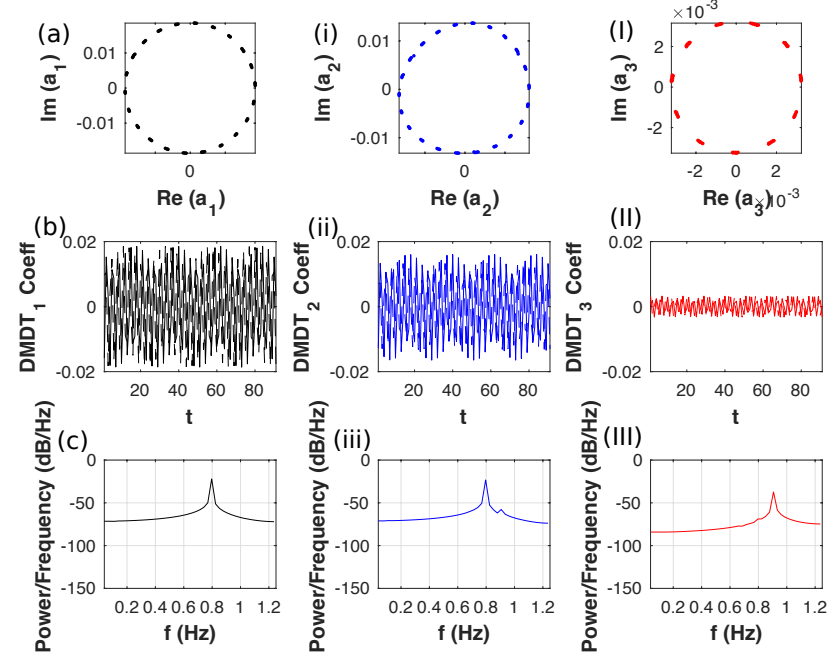 (a)
Im (a1)
0.01
0
-0.01
0
Re (a1)
(i)
Im (a2)
0.01
0
-0.01
0
Re (a2)
(I)
×10-3
Im (a3)
2
0
-2
-2 0 2
Re (a3) ×10-3
(b)
DMDT1 Coeff
0.02
0
-0.02
20 40 60 80
t
(ii)
DMDT2 Coeff
0.02
0
-0.02
20 40 60 80
t
(II)
DMDT3 Coeff
0.02
0
-0.02
20 40 60 80
t
(c)
Power/Frequency (dB/Hz)
0
-50
-100
-150
0.2 0.4 0.6 0.8 1 1.2
f (Hz)
(iii)
Power/Frequency (dB/Hz)
0
-50
-100
-150
0.2 0.4 0.6 0.8 1 1.2
f (Hz)
(III)
Power/Frequency (dB/Hz)
0
-50
-100
-150
0.2 0.4 0.6 0.8 1 1.2
f (Hz)